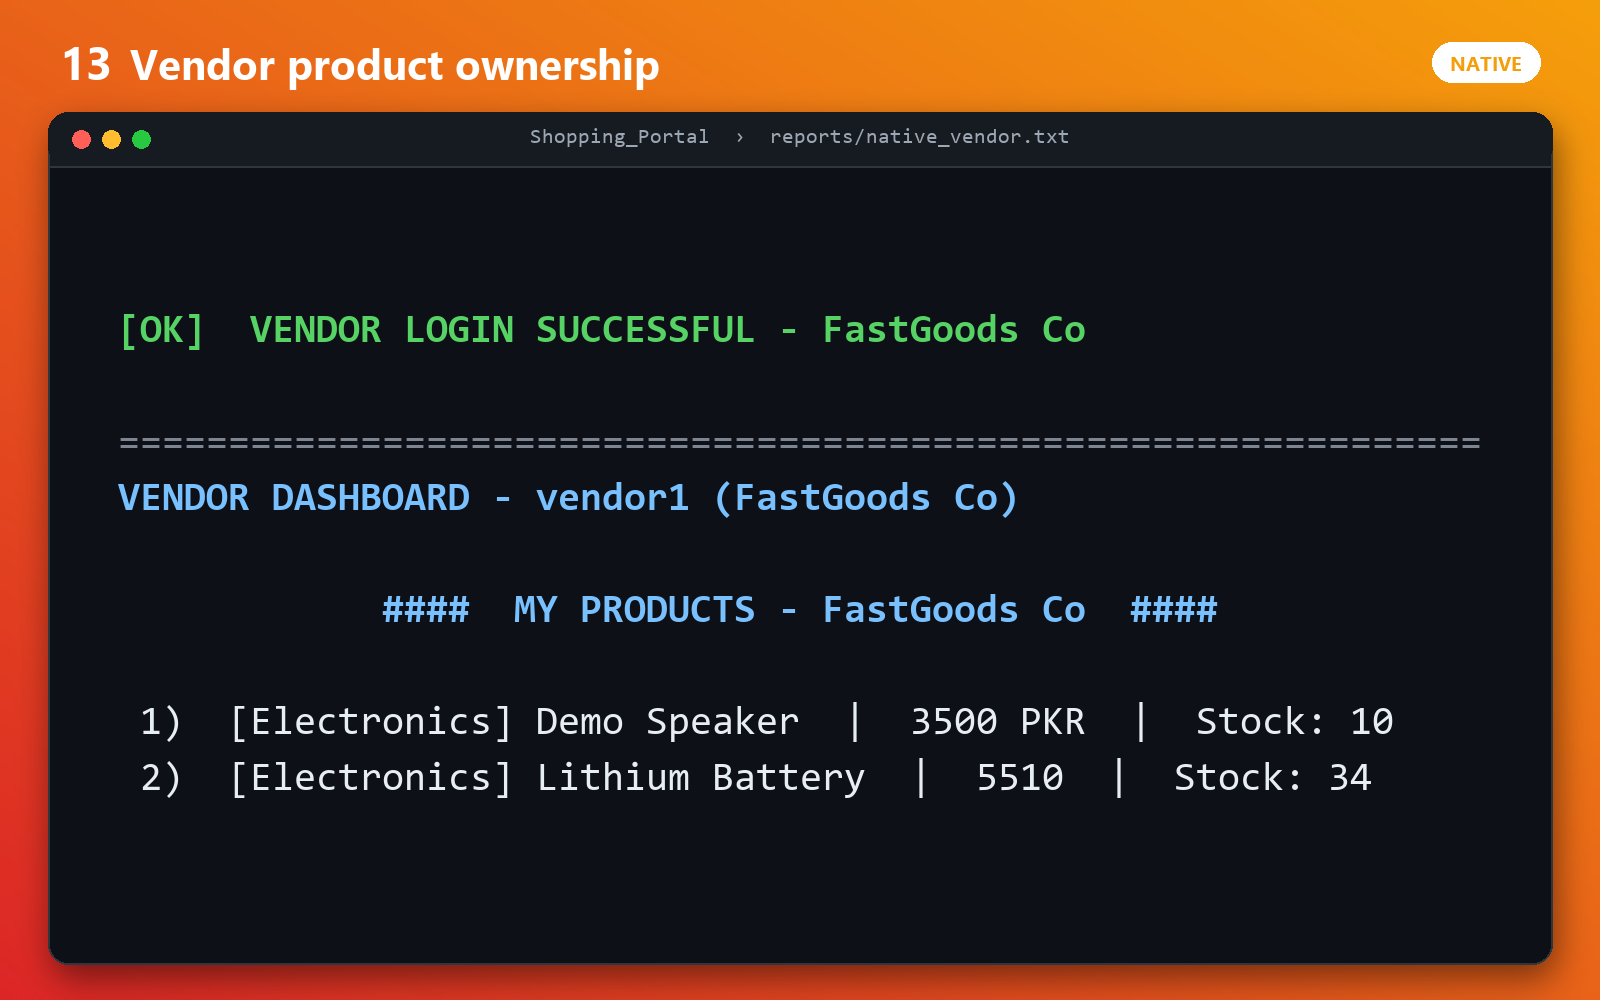 13 Vendor product ownership
NATIVE
Shopping_Portal › reports/native_vendor.txt
[OK]  VENDOR LOGIN SUCCESSFUL - FastGoods Co
==============================================================
VENDOR DASHBOARD - vendor1 (FastGoods Co)
####  MY PRODUCTS - FastGoods Co  ####
1)  [Electronics] Demo Speaker  |  3500 PKR  |  Stock: 10
2)  [Electronics] Lithium Battery  |  5510  |  Stock: 34